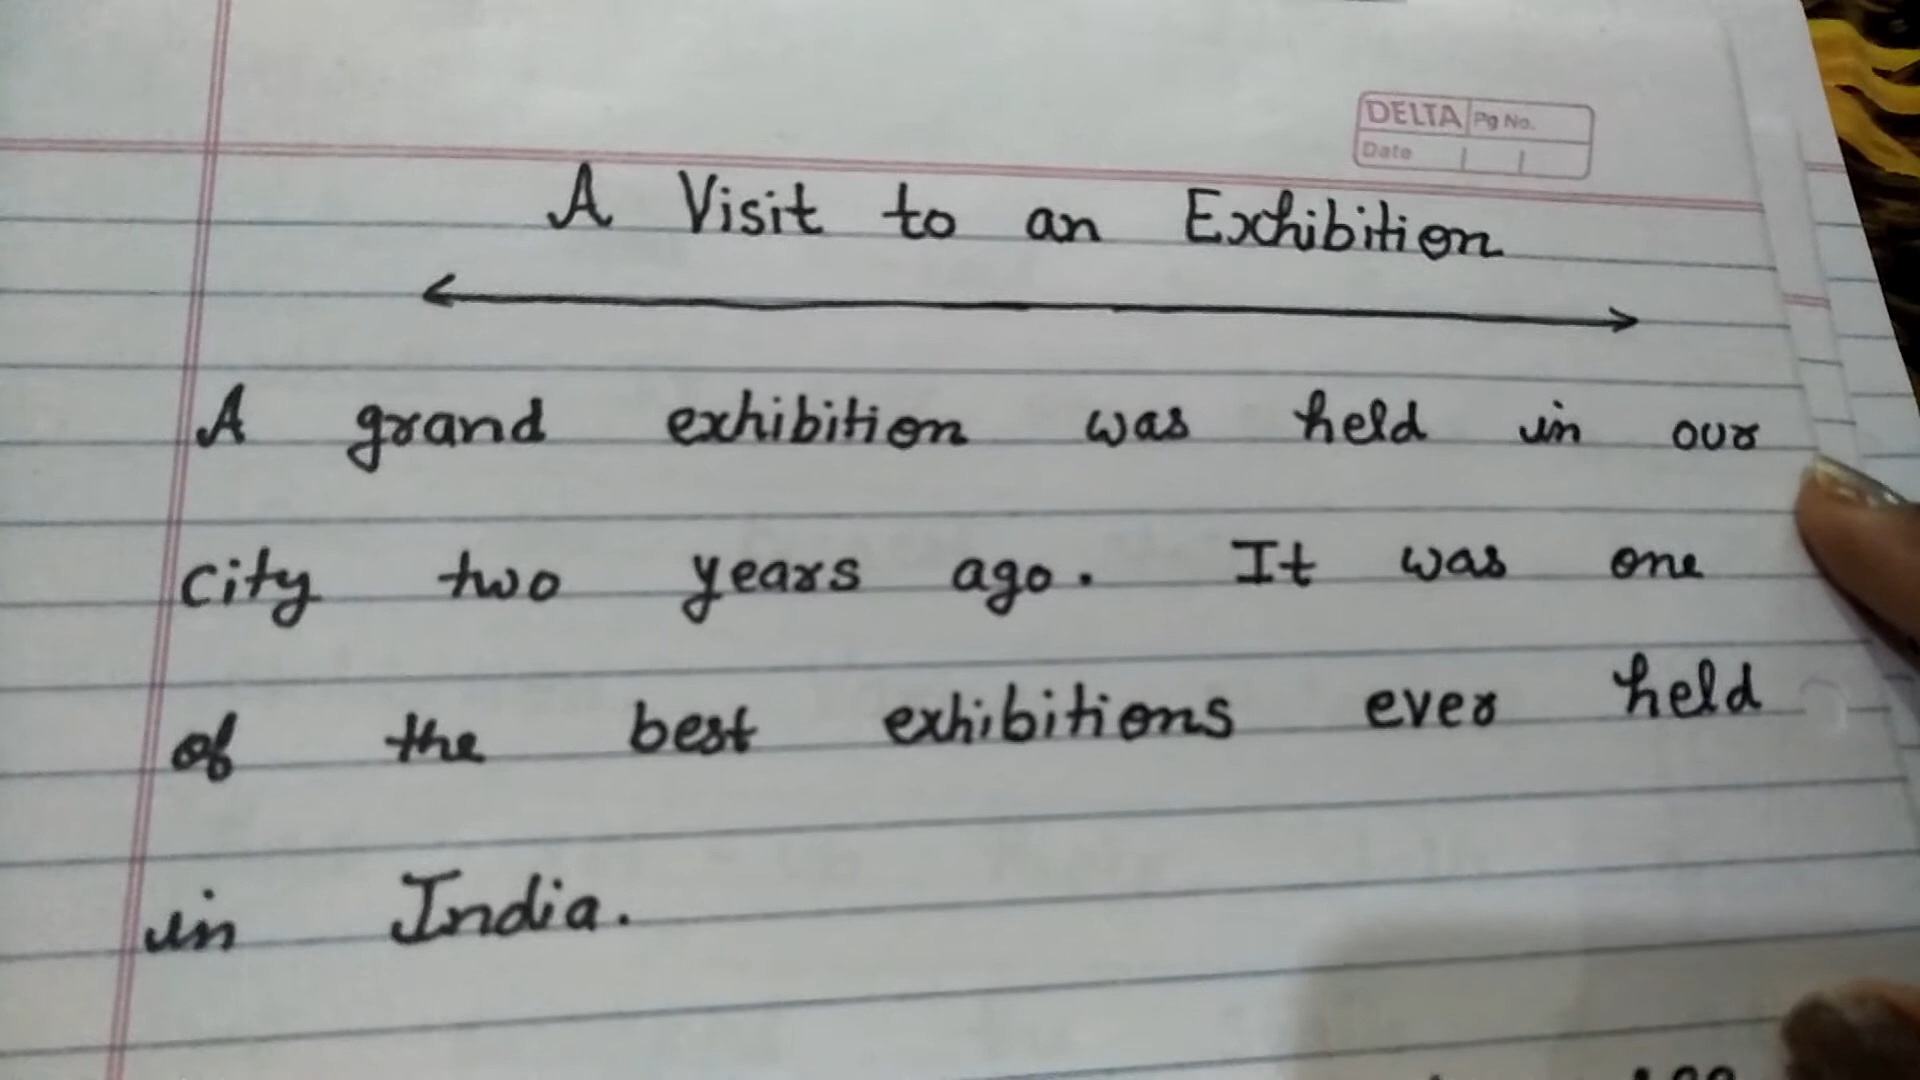 DELTA Pg No.
Date
A Visit to an Exhibition
A grand exhibition was held in our
city two years ago. It was one
of the best exhibitions ever held
in India.